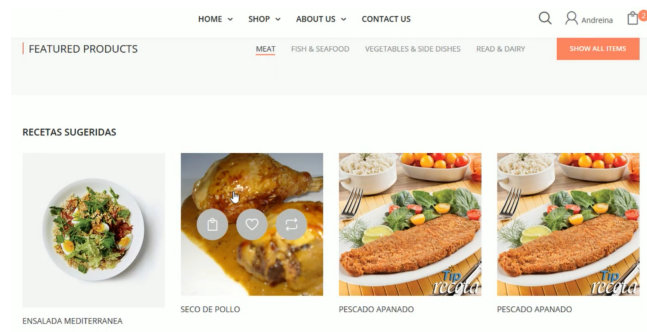 HOME SHOP ABOUT US CONTACT US Andreina 2
FEATURED PRODUCTS MEAT FISH & SEAFOOD VEGETABLES & SIDE DISHES READ & DAIRY SHOW ALL ITEMS
RECETAS SUGERIDAS
Tip
receta
Tip
receta
SECO DE POLLO PESCADO APANADO PESCADO APANADO
ENSALADA MEDITERRANEA